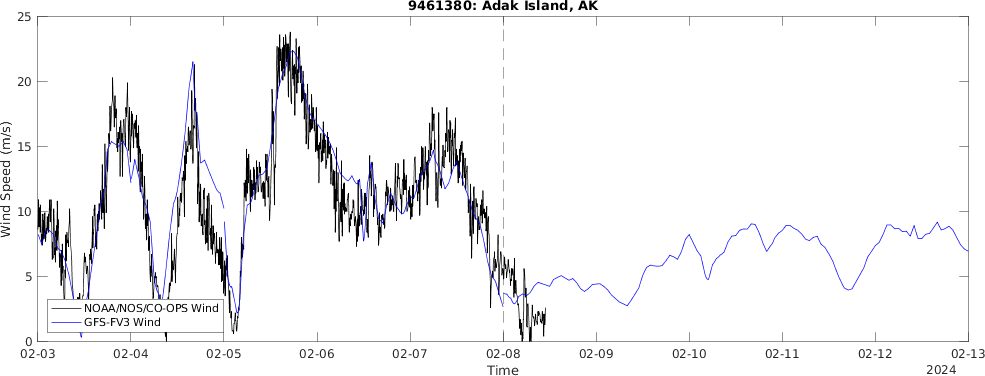 9461380: Adak Island, AK
25
20
15
10
5
0
Wind Speed (m/s)
NOAA/NOS/CO-OPS Wind
GFS-FV3 Wind
02-03 02-04 02-05 02-06 02-07 02-08 02-09 02-10 02-11 02-12 02-13
Time
2024